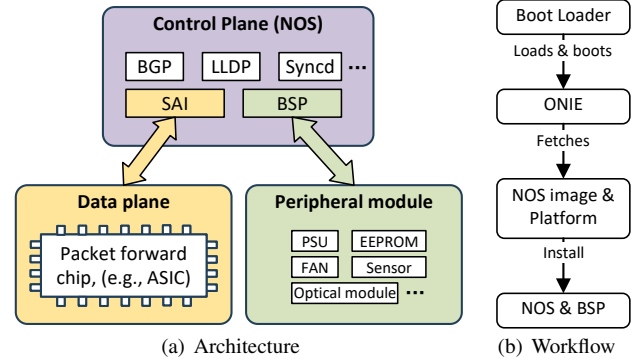 Control Plane (NOS)
BGP LLDP Syncd ...
SAI BSP
Data plane
Packet forward
chip, (e.g., ASIC)
Peripheral module
PSU EEPROM
FAN Sensor
Optical module ...
(a) Architecture
Boot Loader
Loads & boots
ONIE
Fetches
NOS image &
Platform
Install
NOS & BSP
(b) Workflow